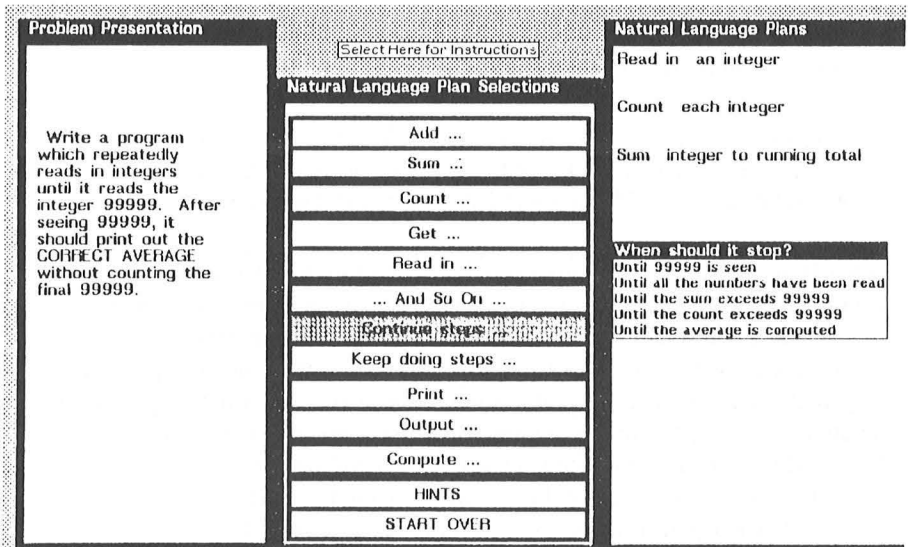 Problem Presentation
Write a program
which repeatedly
reads in integers
until it reads the
integer 99999. After
seeing 99999, it
should print out the
CORRECT AVERAGE
without counting the
final 99999.
Select Here for Instructions
Natural Language Plan Selections
Add ...
Sum ...
Count ...
Get ...
Read in ...
... And So On ...
Continue steps ...
Keep doing steps ...
Print ...
Output ...
Compute ...
HINTS
START OVER
Natural Language Plans
Read in an integer
Count each integer
Sum integer to running total
When should it stop?
Until 99999 is seen
Until all the numbers have been read
Until the sum exceeds 99999
Until the count exceeds 99999
Until the average is computed